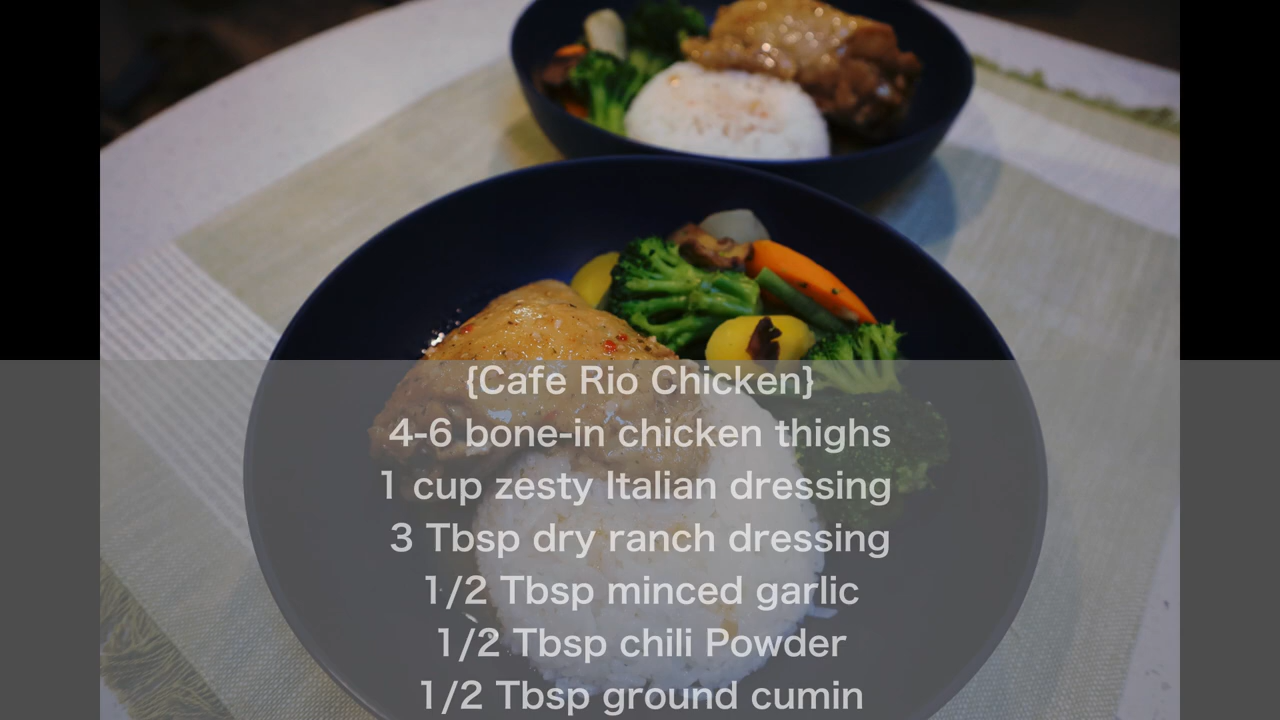 {Cafe Rio Chicken}
4-6 bone-in chicken thighs
1 cup zesty Italian dressing
3 Tbsp dry ranch dressing
1/2 Tbsp minced garlic
1/2 Tbsp chili Powder
1/2 Tbsp ground cumin